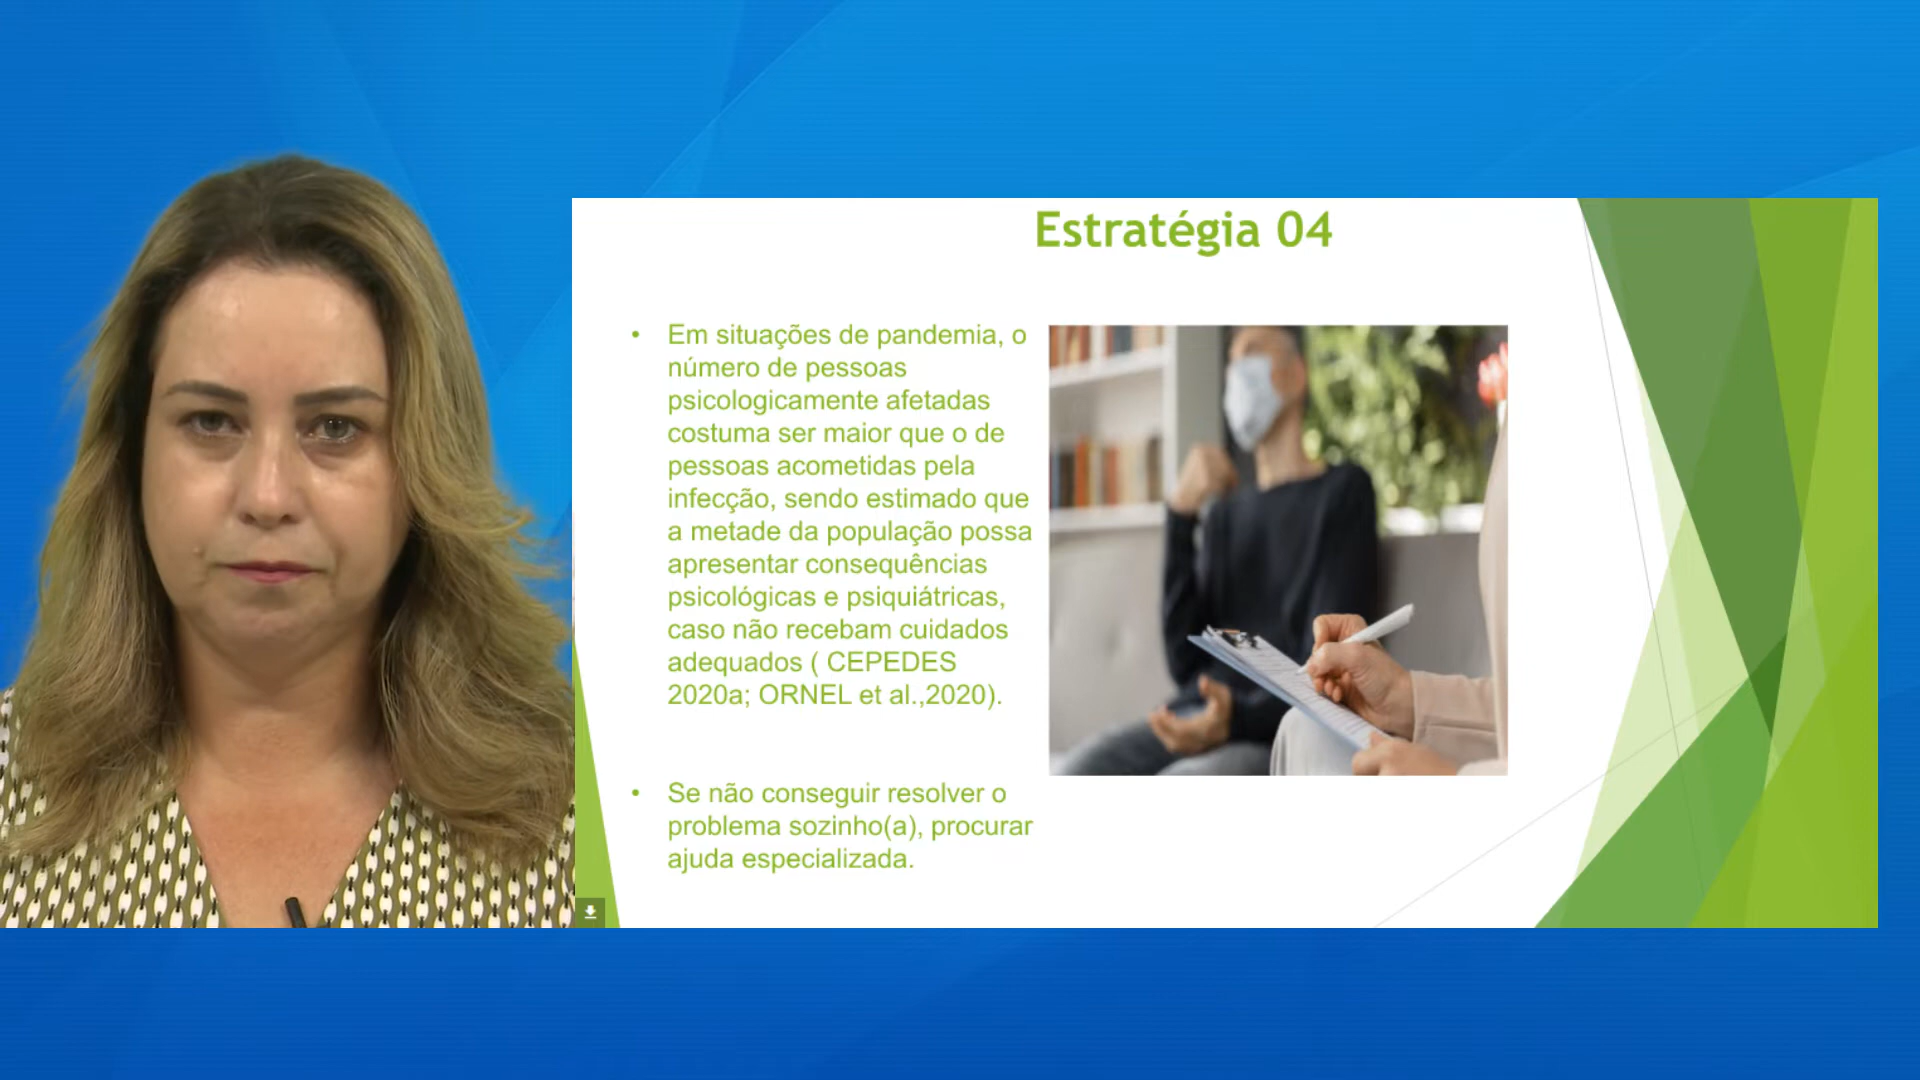 Estratégia 04
• Em situações de pandemia, o
número de pessoas
psicologicamente afetadas
costuma ser maior que o de
pessoas acometidas pela
infecção, sendo estimado que
a metade da população possa
apresentar consequências
psicológicas e psiquiátricas,
caso não recebam cuidados
adequados ( CEPEDES
2020a; ORNEL et al.,2020).
• Se não conseguir resolver o
problema sozinho(a), procurar
ajuda especializada.